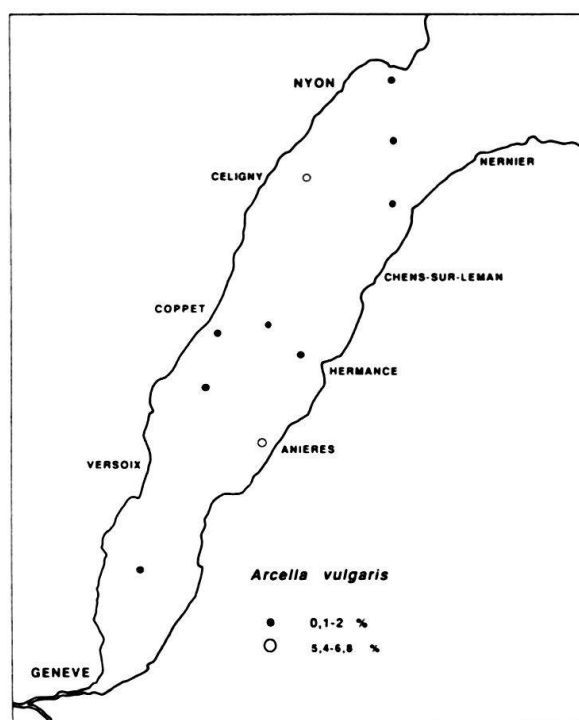 NYON
NERNIER
CELIGNY
CHENS-SUR-LEMAN
COPPET
HERMANCE
ANIERES
VERSOIX
Arcella vulgaris
0,1-2 %
5,4-6,8 %
GENEVE